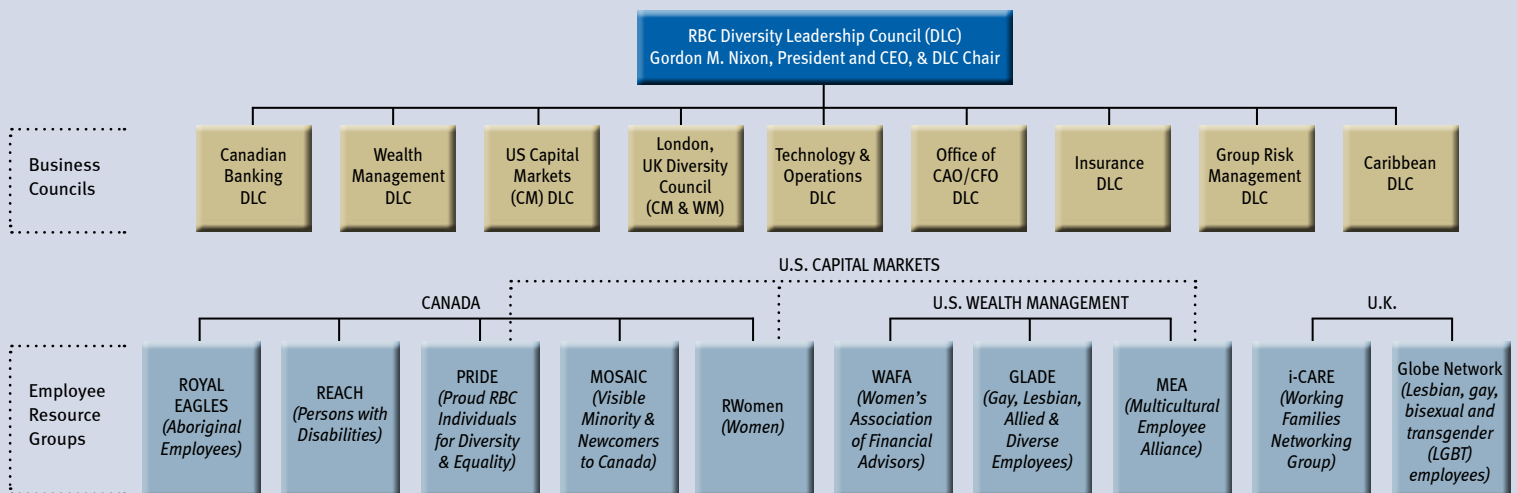 RBC Diversity Leadership Council (DLC)
Gordon M. Nixon, President and CEO, & DLC Chair
Business
Councils
Canadian
Banking
DLC
Wealth
Management
DLC
US Capital
Markets
(CM) DLC
London,
UK Diversity
Council
(CM & WM)
Technology &
Operations
DLC
Office of
CAO/CFO
DLC
Insurance
DLC
Group Risk
Management
DLC
Caribbean
DLC
U.S. CAPITAL MARKETS
CANADA
U.S. WEALTH MANAGEMENT
U.K.
Employee
Resource
Groups
ROYAL
EAGLES
(Aboriginal
Employees)
REACH
(Persons with
Disabilities)
PRIDE
(Proud RBC
Individuals
for Diversity
& Equality)
MOSAIC
(Visible
Minority &
Newcomers
to Canada)
RWomen
(Women)
WAFA
(Women's
Association
of Financial
Advisors)
GLADE
(Gay, Lesbian,
Allied &
Diverse
Employees)
MEA
(Multicultural
Employee
Alliance)
i-CARE
(Working
Families
Networking
Group)
Globe Network
(Lesbian, gay,
bisexual and
transgender
(LGBT)
employees)